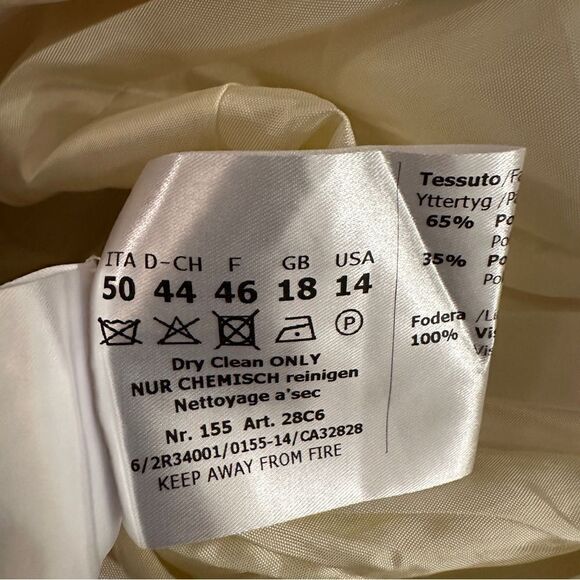 ITA D-CH F GB USA
50 44 46 18 14
P
Dry Clean ONLY
NUR CHEMISCH reinigen
Nettoyage a'sec
Nr. 155 Art. 28C6
6/2R34001/0155-14/CA32828
KEEP AWAY FROM FIRE
Tessuto
Yttertyg
65%
35%
Fodera
100%